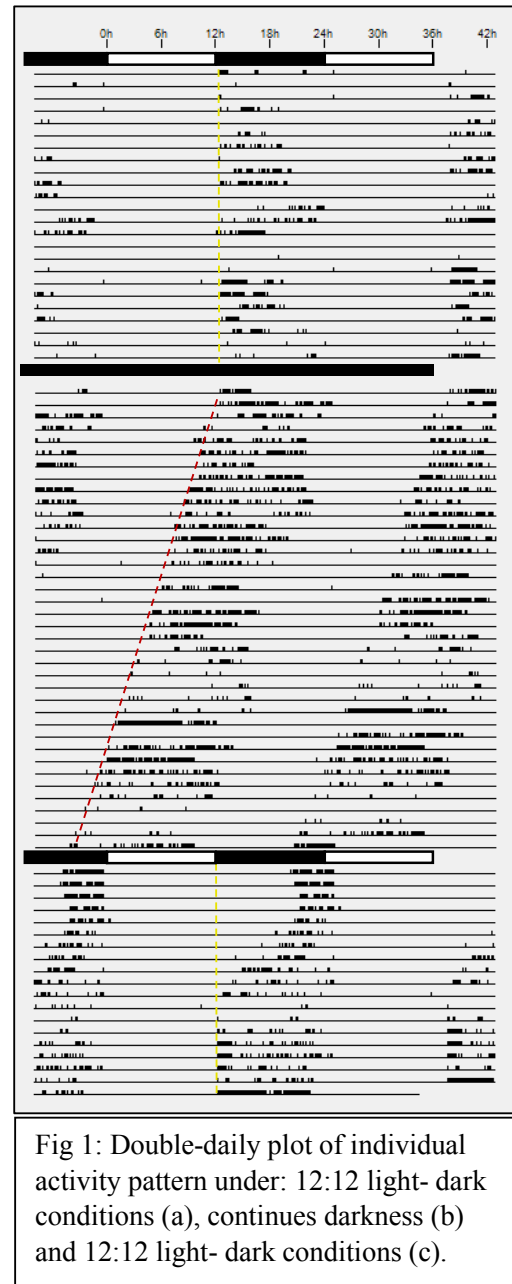 0h 6h 12h 18h 24h 30h 36h 42h
Fig 1: Double-daily plot of individual
activity pattern under: 12:12 light- dark
conditions (a), continues darkness (b)
and 12:12 light- dark conditions (c).